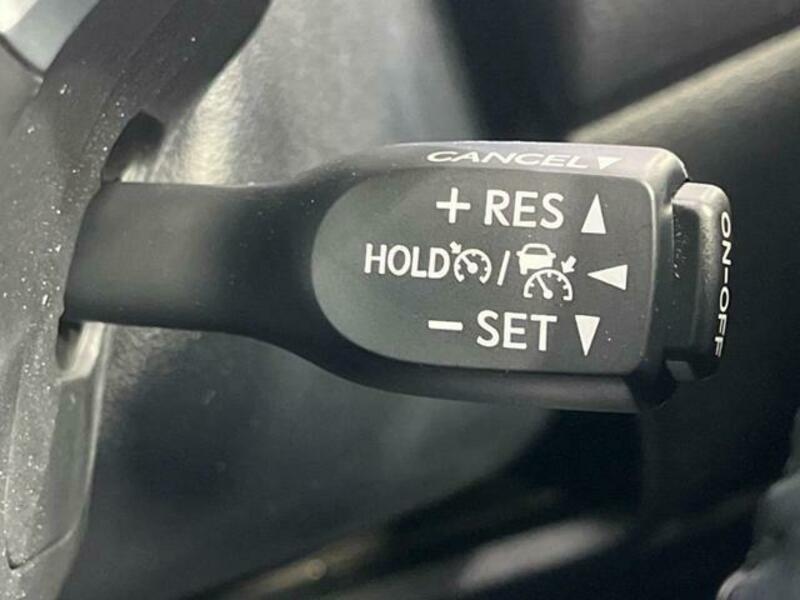 CANCEL▼
+ RES ▲
HOLD / ◀
− SET ▼
ON-OFF